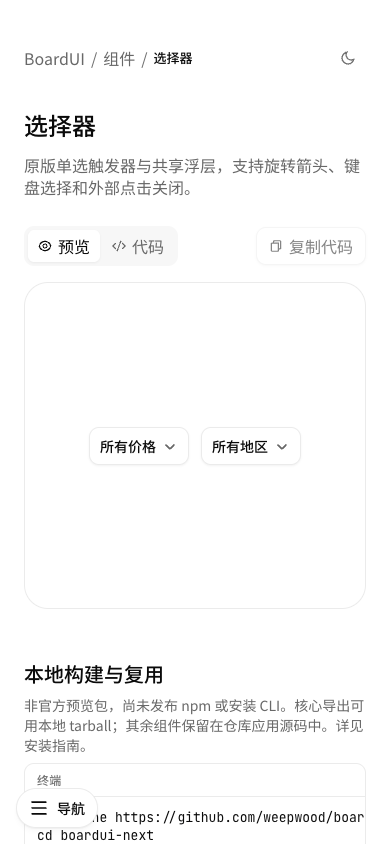 BoardUI / 组件 / 选择器
选择器
原版单选触发器与共享浮层，支持旋转箭头、键
盘选择和外部点击关闭。
预览 代码 复制代码
所有价格 所有地区
本地构建与复用
非官方预览包，尚未发布 npm 或安装 CLI。核心导出可
用本地 tarball；其余组件保留在仓库应用源码中。详见
安装指南。
终端
https://github.com/weepwood/boar
导航
cd boardui-next